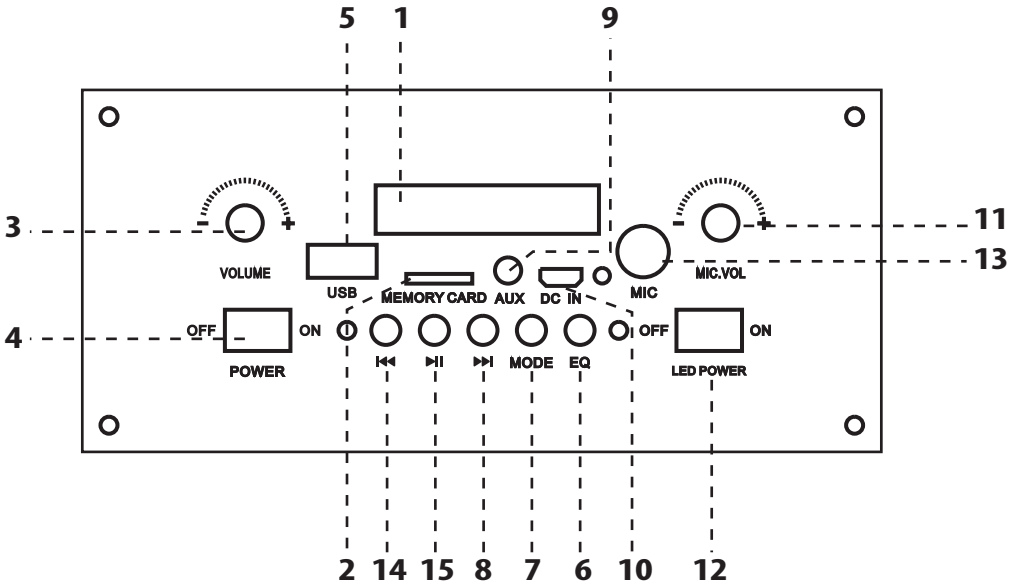 5 1 9
3 - + - + 11
VOLUME MIC.VOL 13
USB MEMORY CARD AUX DC IN MIC
4 OFF ON OFF ON
POWER MODE EQ LED POWER
2 14 15 8 7 6 10 12